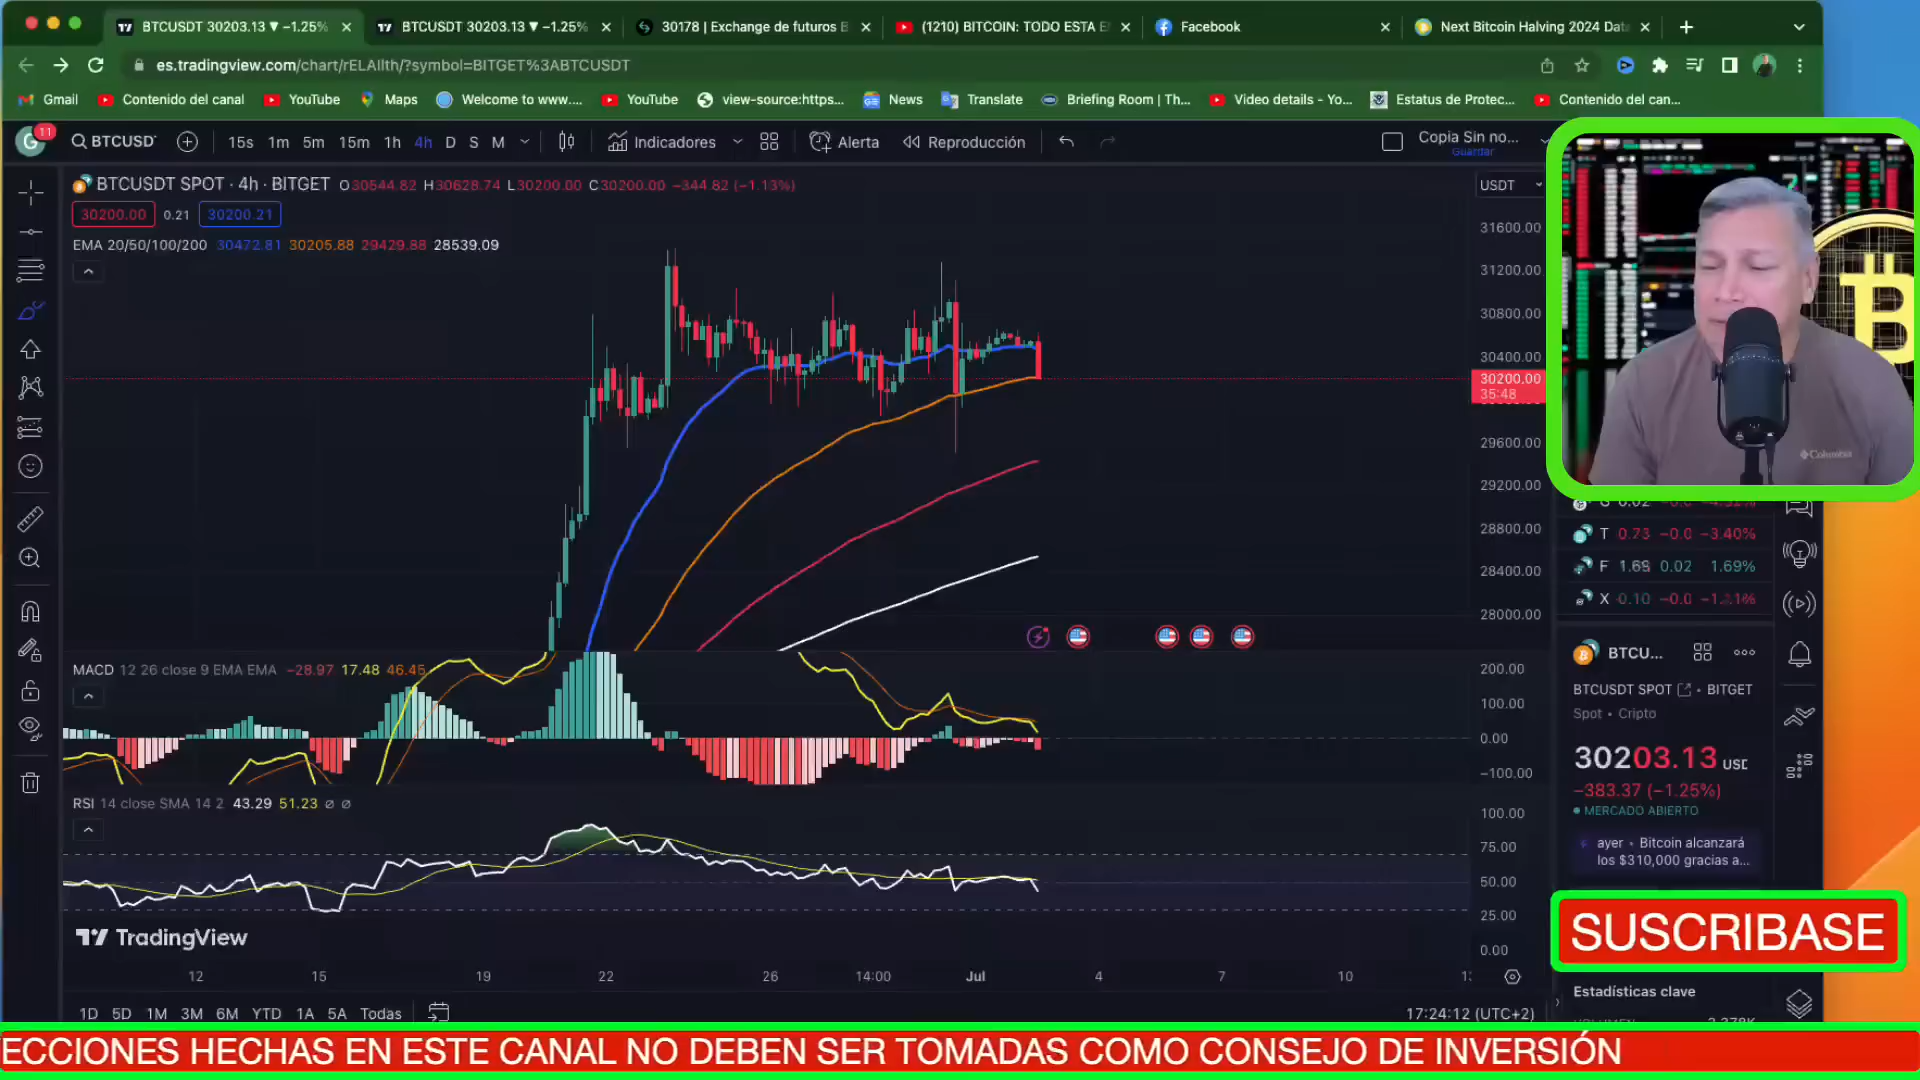 BTCUSDT 30203.13 ▼ −1.25%
BTCUSDT 30203.13 ▼ −1.25%
30178 | Exchange de futuros B
(1210) BITCOIN: TODO ESTA E
Facebook
Next Bitcoin Halving 2024 Date
es.tradingview.com/chart/rELAIlth/?symbol=BITGET%3ABTCUSDT
Gmail
Contenido del canal
YouTube
Maps
Welcome to www....
YouTube
view-source:https...
News
Translate
Briefing Room | Th...
Video details - Yo...
Estatus de Protec...
Contenido del can...
G 11
BTCUSDT
15s 1m 5m 15m 1h 4h D S M
Indicadores
Alerta
Reproducción
Copia Sin no...
Guardar
BTCUSDT SPOT · 4h · BITGET O30544.82 H30628.74 L30200.00 C30200.00 −344.82 (−1.13%)
USDT
30200.00 0.21 30200.21
EMA 20/50/100/200 30472.81 30205.88 29429.88 28539.09
31600.00
31200.00
30800.00
30400.00
30200.00
35:48
29600.00
29200.00
28800.00
28400.00
28000.00
MACD 12 26 close 9 EMA EMA −28.97 17.48 46.45
200.00
100.00
0.00
−100.00
RSI 14 close SMA 14 2 43.29 51.23 ∅ ∅
100.00
75.00
50.00
25.00
0.00
TradingView
12 15 19 22 26 14:00 Jul 4 7 10
1D 5D 1M 3M 6M YTD 1A 5A Todas
17:24:12 (UTC+2)
Columbia
T 0.73 −0.0 −3.40%
F 1.69 0.02 1.69%
BTCU...
BTCUSDT SPOT • BITGET
Spot • Cripto
30203.13 USD
−383.37 (−1.25%)
MERCADO ABIERTO
ayer • Bitcoin alcanzará
los $310,000 gracias a...
SUSCRIBASE
Estadísticas clave
ECCIONES HECHAS EN ESTE CANAL NO DEBEN SER TOMADAS COMO CONSEJO DE INVERSIÓN